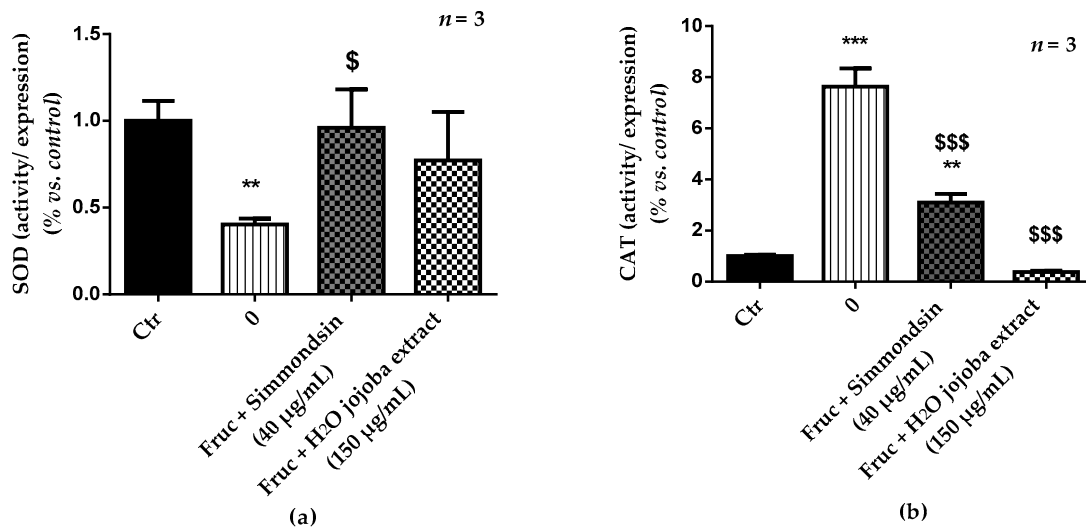 SOD (activity/ expression)
(% vs. control)
n = 3
1.5
1.0
0.5
0.0
**
$
Ctr
0
Fruc + Simmondsin
(40 µg/mL)
Fruc + H2O jojoba extract
(150 µg/mL)
(a)
CAT (activity/ expression)
(% vs. control)
n = 3
10
8
6
4
2
0
***
$$$
**
$$$
Ctr
0
Fruc + Simmondsin
(40 µg/mL)
Fruc + H2O jojoba extract
(150 µg/mL)
(b)